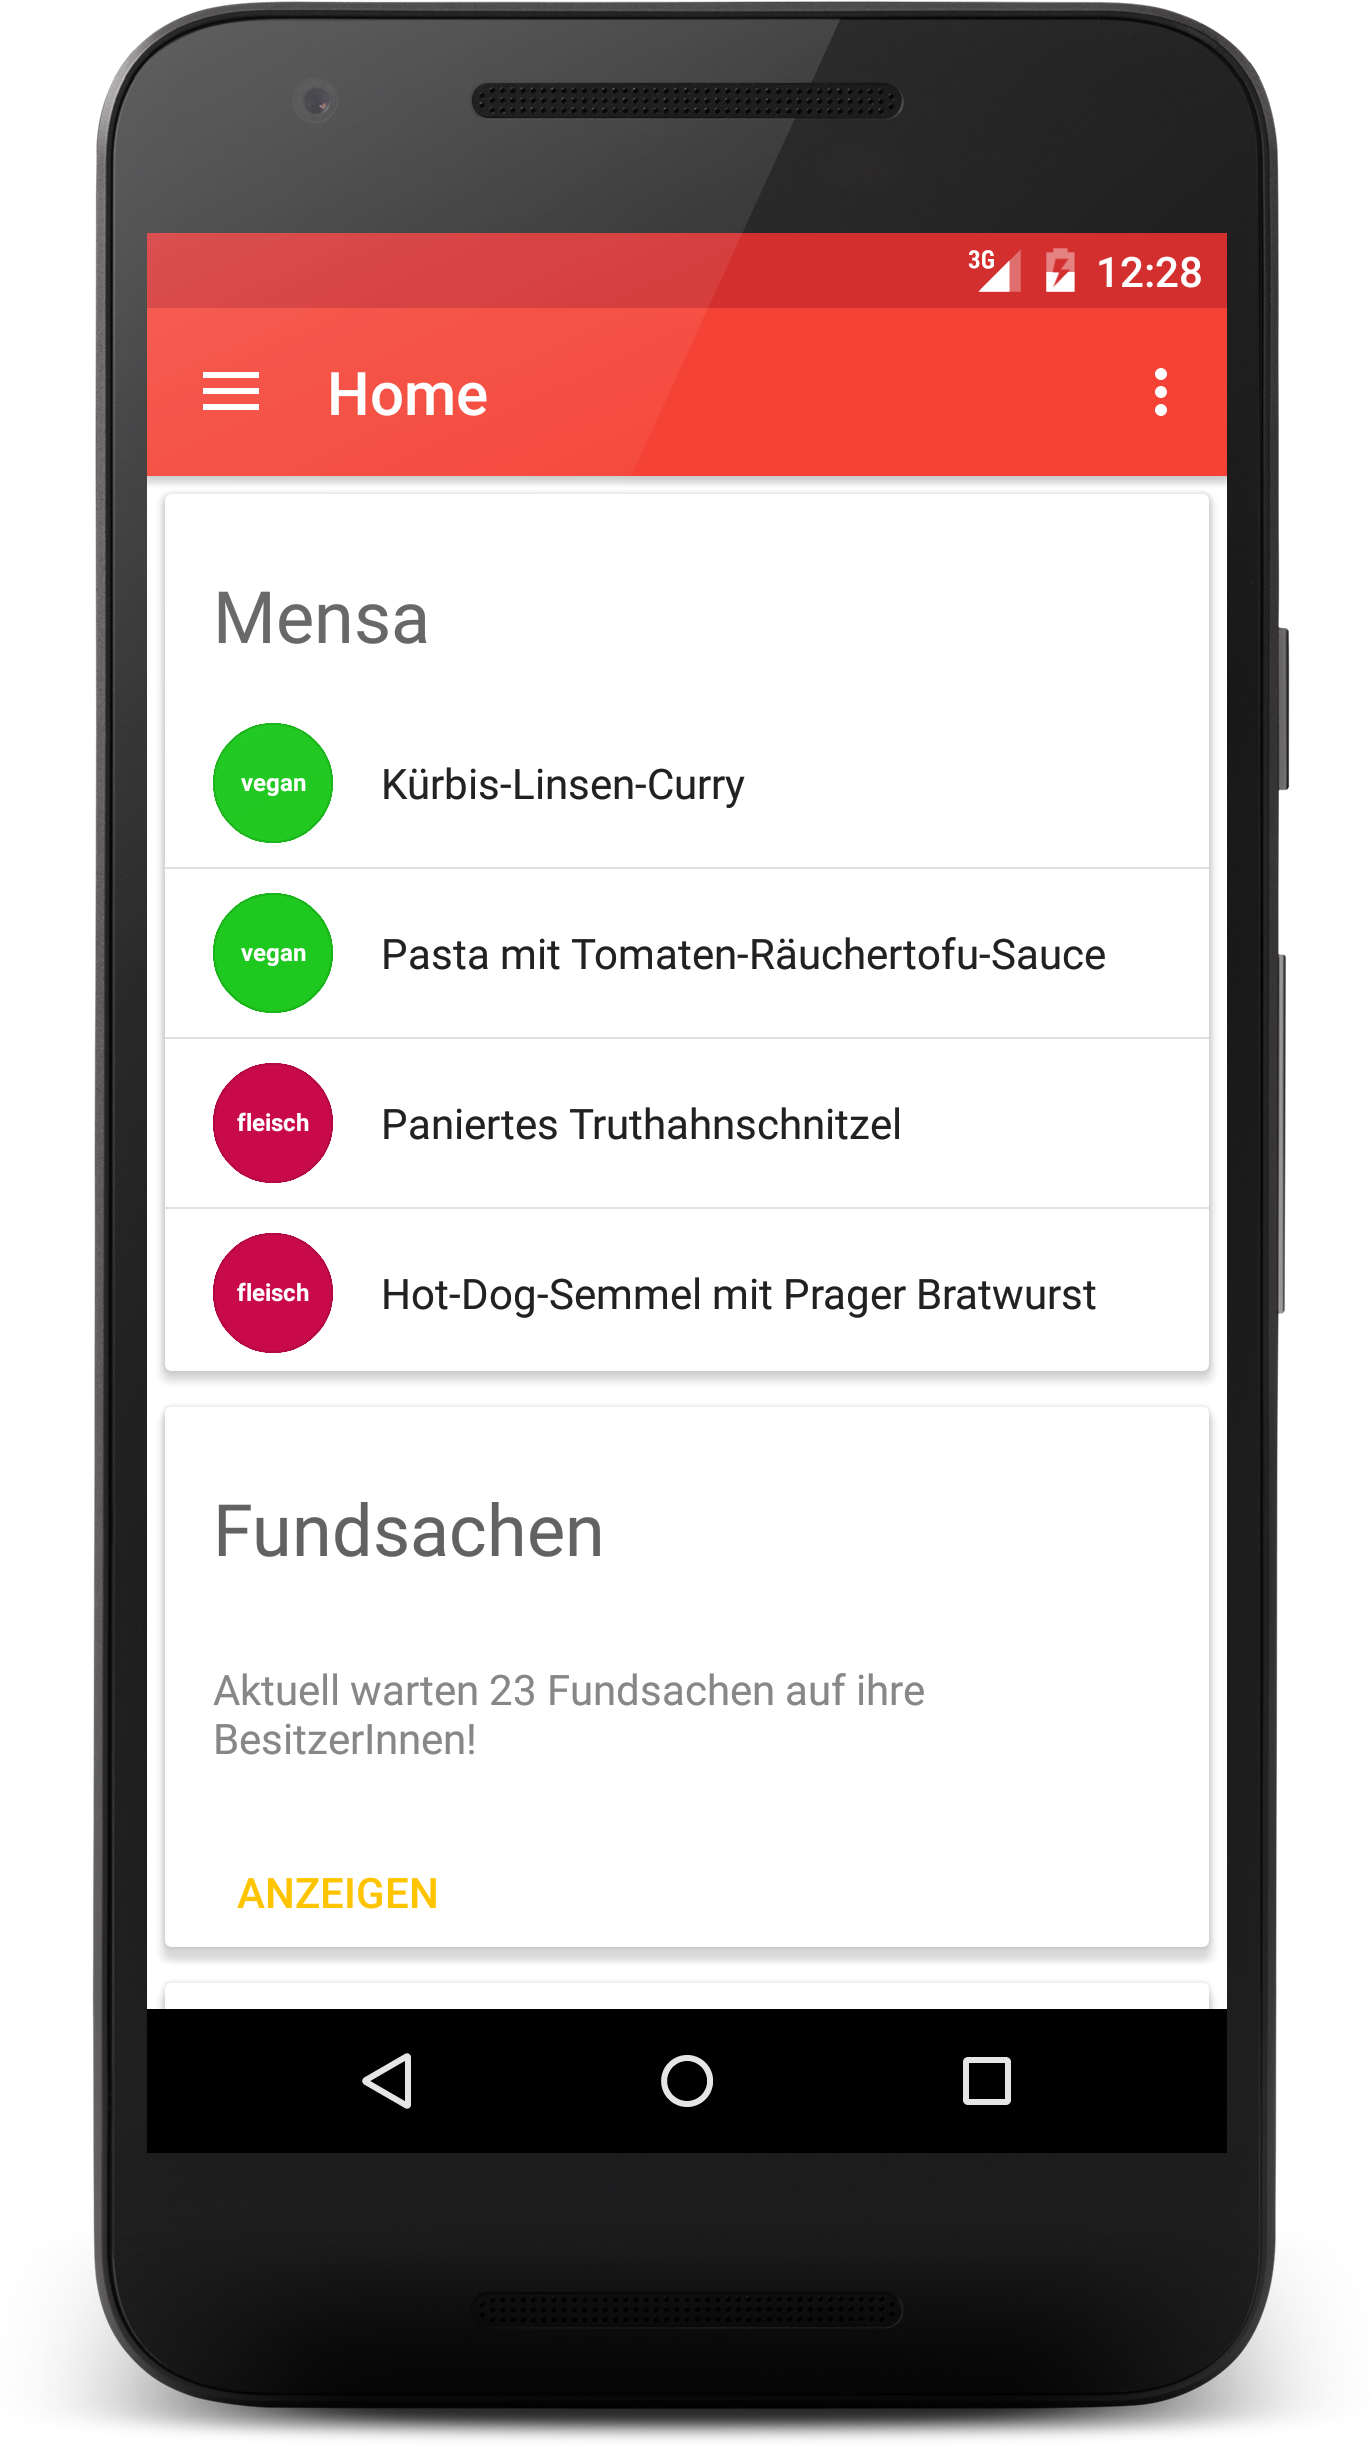 3G 12:28
Home
Mensa
vegan Kürbis-Linsen-Curry
vegan Pasta mit Tomaten-Räuchertofu-Sauce
fleisch Paniertes Truthahnschnitzel
fleisch Hot-Dog-Semmel mit Prager Bratwurst
Fundsachen
Aktuell warten 23 Fundsachen auf ihre
BesitzerInnen!
ANZEIGEN